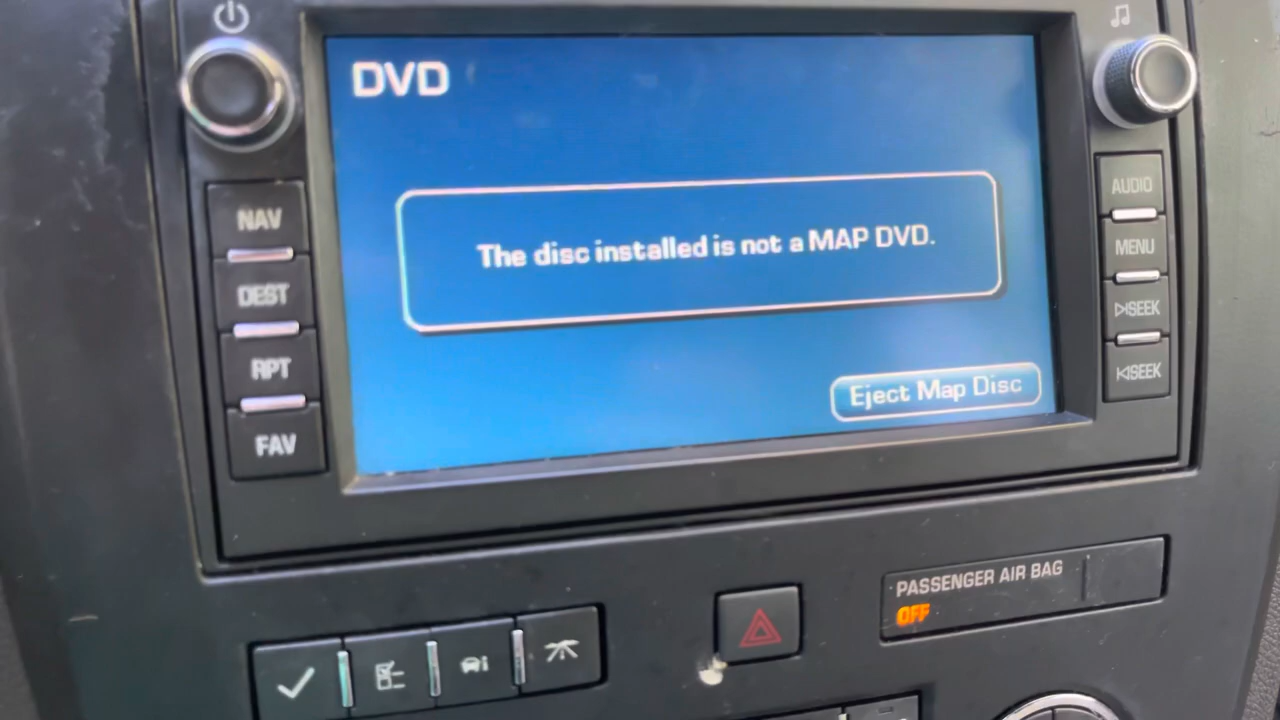 DVD
The disc installed is not a MAP DVD.
Eject Map Disc
NAV
DEST
RPT
FAV
AUDIO
MENU
SEEK
SEEK
PASSENGER AIR BAG
OFF